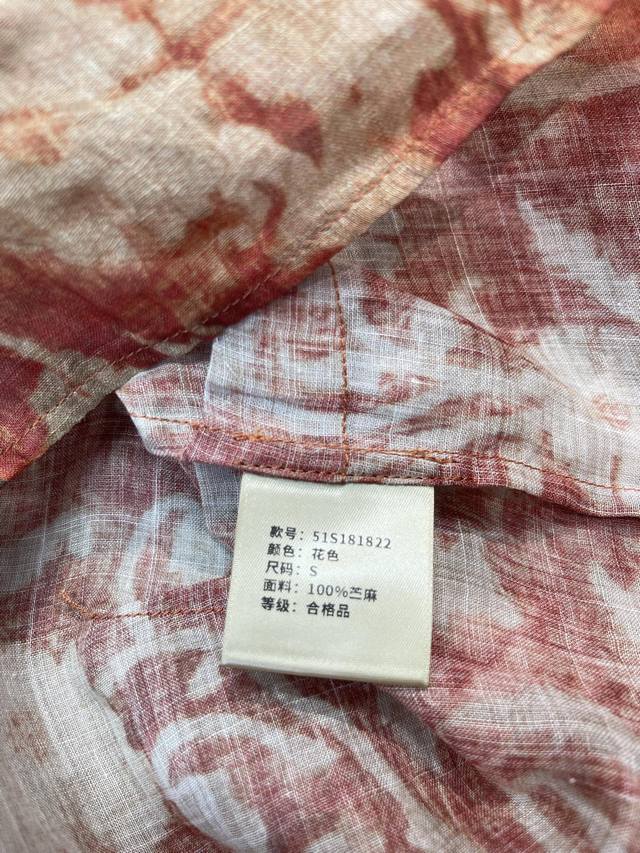 款号：51S181822
颜色：花色
尺码：S
面料：100%苎麻
等级：合格品